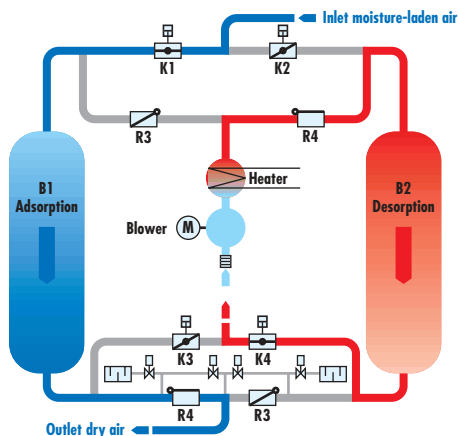 Inlet moisture-laden air
K1
K2
R3
R4
Heater
B1
Adsorption
B2
Desorption
Blower
M
K3
K4
R4
R3
Outlet dry air